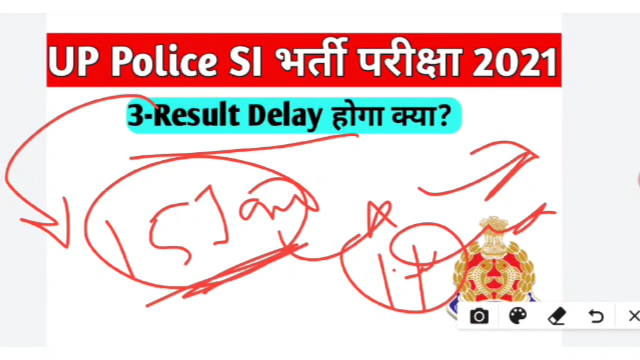 UP Police SI भर्ती परीक्षा 2021
3-Result Delay होगा क्या?